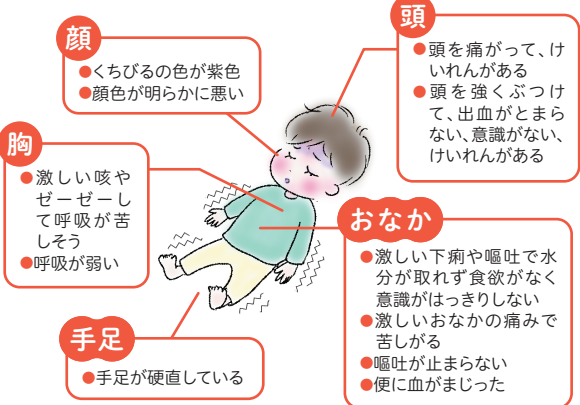 顔
●くちびるの色が紫色
●顔色が明らかに悪い
頭
●頭を痛がって、け
いれんがある
●頭を強くぶつけ
て、出血がとまら
ない、意識がない、
けいれんがある
胸
●激しい咳や
ゼーゼーし
て呼吸が苦
しそう
●呼吸が弱い
おなか
●激しい下痢や嘔吐で水
分が取れず食欲がなく
意識がはっきりしない
●激しいおなかの痛みで
苦しがる
●嘔吐が止まらない
●便に血がまじった
手足
●手足が硬直している